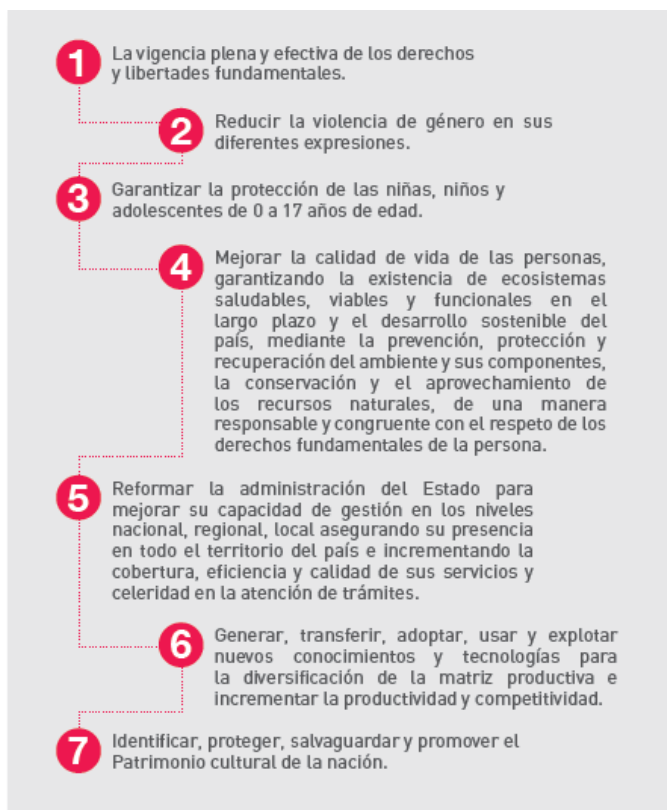 1 La vigencia plena y efectiva de los derechos
y libertades fundamentales.
2 Reducir la violencia de género en sus
diferentes expresiones.
3 Garantizar la protección de las niñas, niños y
adolescentes de 0 a 17 años de edad.
4 Mejorar la calidad de vida de las personas,
garantizando la existencia de ecosistemas
saludables, viables y funcionales en el
largo plazo y el desarrollo sostenible del
país, mediante la prevención, protección y
recuperación del ambiente y sus componentes,
la conservación y el aprovechamiento de
los recursos naturales, de una manera
responsable y congruente con el respeto de los
derechos fundamentales de la persona.
5 Reformar la administración del Estado para
mejorar su capacidad de gestión en los niveles
nacional, regional, local asegurando su presencia
en todo el territorio del país e incrementando la
cobertura, eficiencia y calidad de sus servicios y
celeridad en la atención de trámites.
6 Generar, transferir, adoptar, usar y explotar
nuevos conocimientos y tecnologías para
la diversificación de la matriz productiva e
incrementar la productividad y competitividad.
7 Identificar, proteger, salvaguardar y promover el
Patrimonio cultural de la nación.